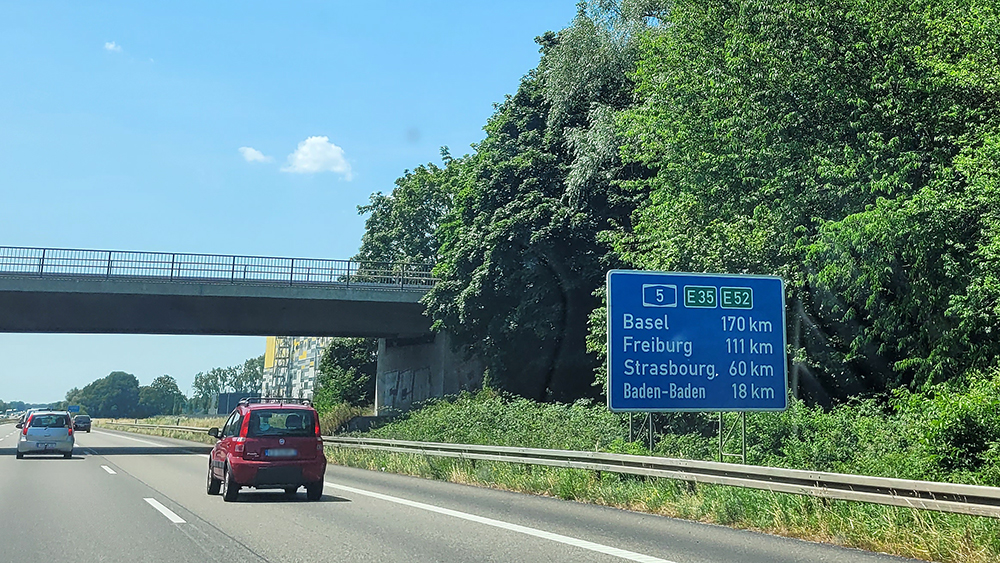 5 E35 E52
Basel 170 km
Freiburg 111 km
Strasbourg 60 km
Baden-Baden 18 km